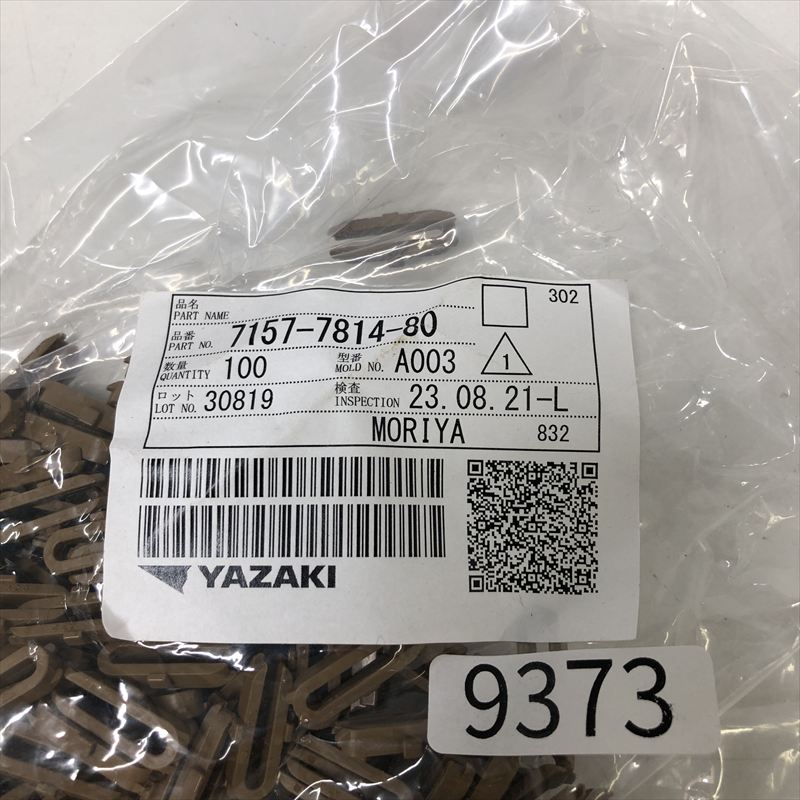 品名
PART NAME
302
品番
PART NO. 7157-7814-80
数量
QUANTITY 100
型番
MOLD NO. A003
1
ロット
LOT NO. 30819
検査
INSPECTION 23.08.21-L
MORIYA 832
YAZAKI
9373